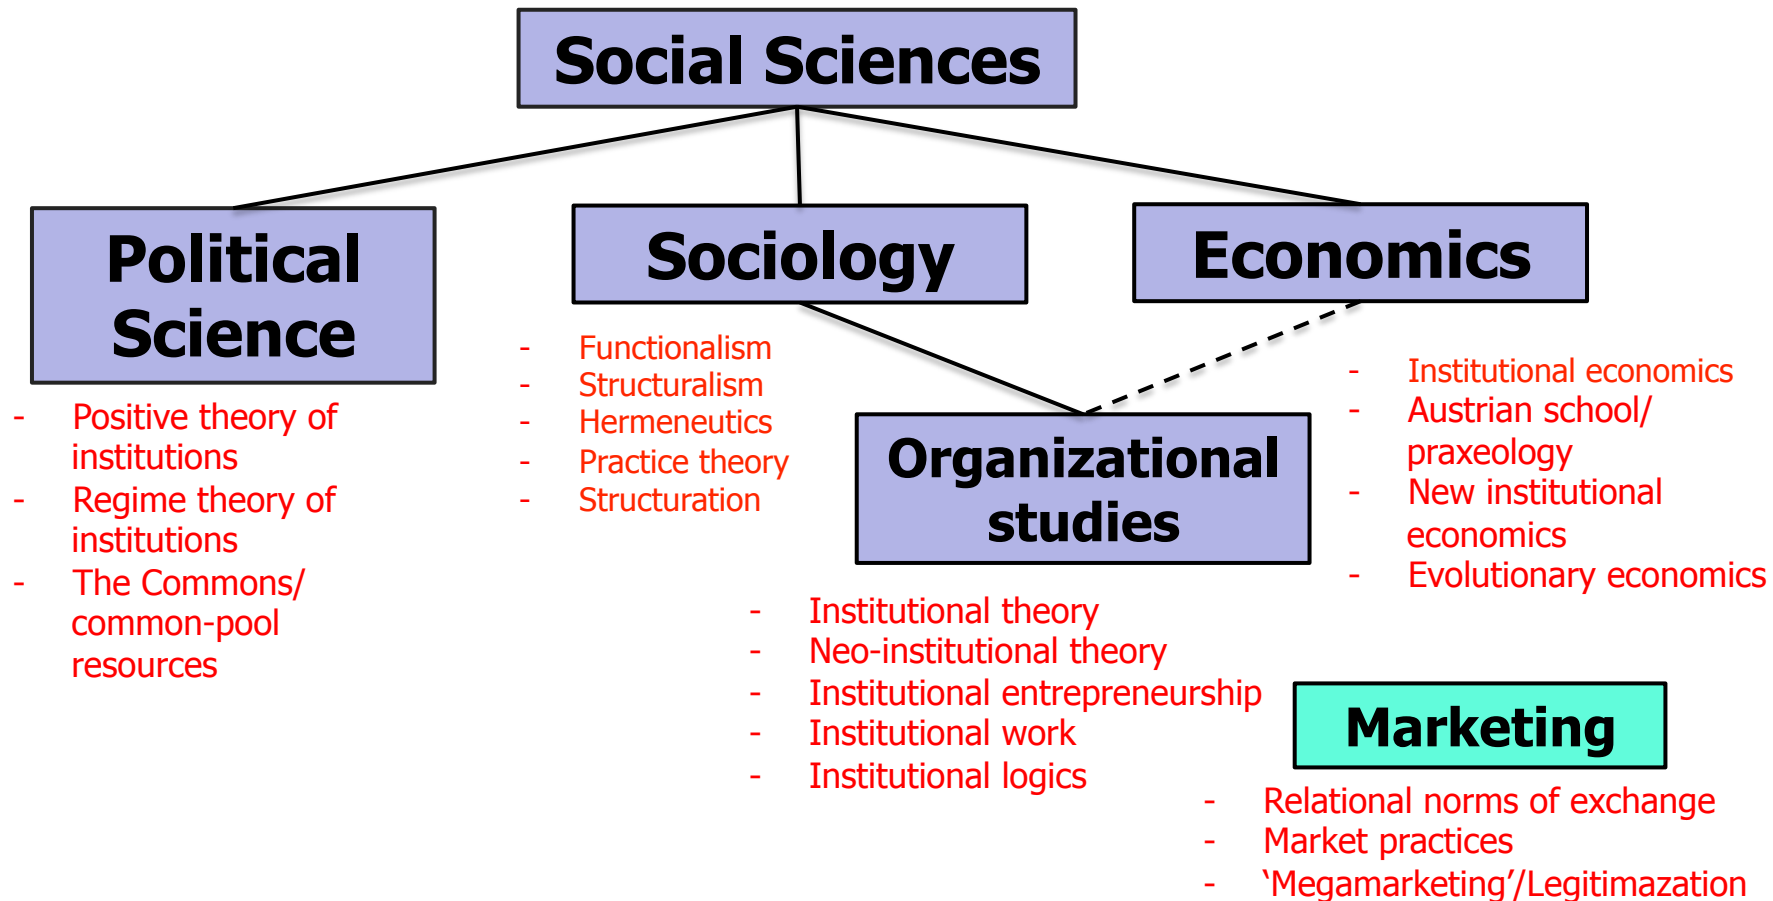 Social Sciences
Political
Science
- Positive theory of
institutions
- Regime theory of
institutions
- The Commons/
common-pool
resources
Sociology
- Functionalism
- Structuralism
- Hermeneutics
- Practice theory
- Structuration
Economics
- Institutional economics
- Austrian school/
praxeology
- New institutional
economics
- Evolutionary economics
Organizational
studies
- Institutional theory
- Neo-institutional theory
- Institutional entrepreneurship
- Institutional work
- Institutional logics
Marketing
- Relational norms of exchange
- Market practices
- ‘Megamarketing’/Legitimazation